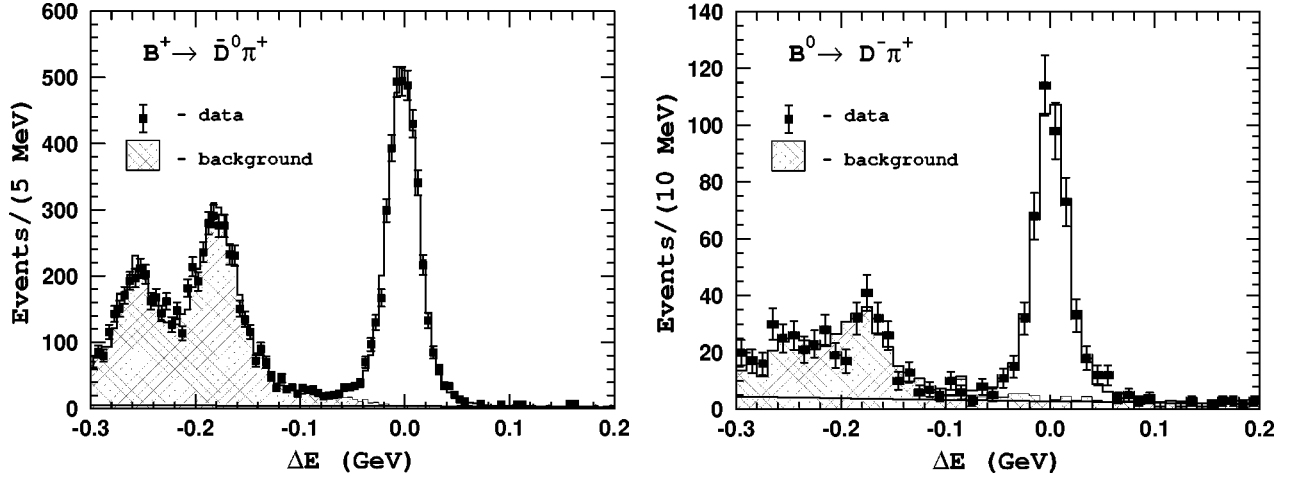 B⁺→ D̄⁰π⁺
- data
- background
Events/(5 MeV)
600
500
400
300
200
100
0
-0.3 -0.2 -0.1 0.0 0.1 0.2
ΔE (GeV)
B⁰→ D⁻π⁺
- data
- background
Events/(10 MeV)
140
120
100
80
60
40
20
0
-0.3 -0.2 -0.1 0.0 0.1 0.2
ΔE (GeV)